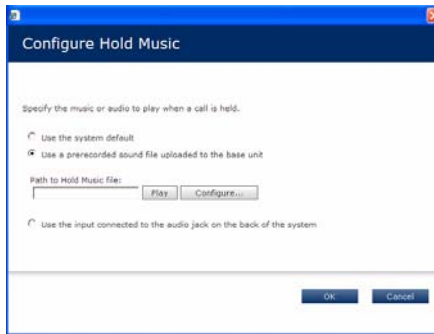 Configure Hold Music
Specify the music or audio to play when a call is held.
Use the system default
Use a prerecorded sound file uploaded to the base unit
Path to Hold Music file:
Play Configure...
Use the input connected to the audio jack on the back of the system
OK Cancel